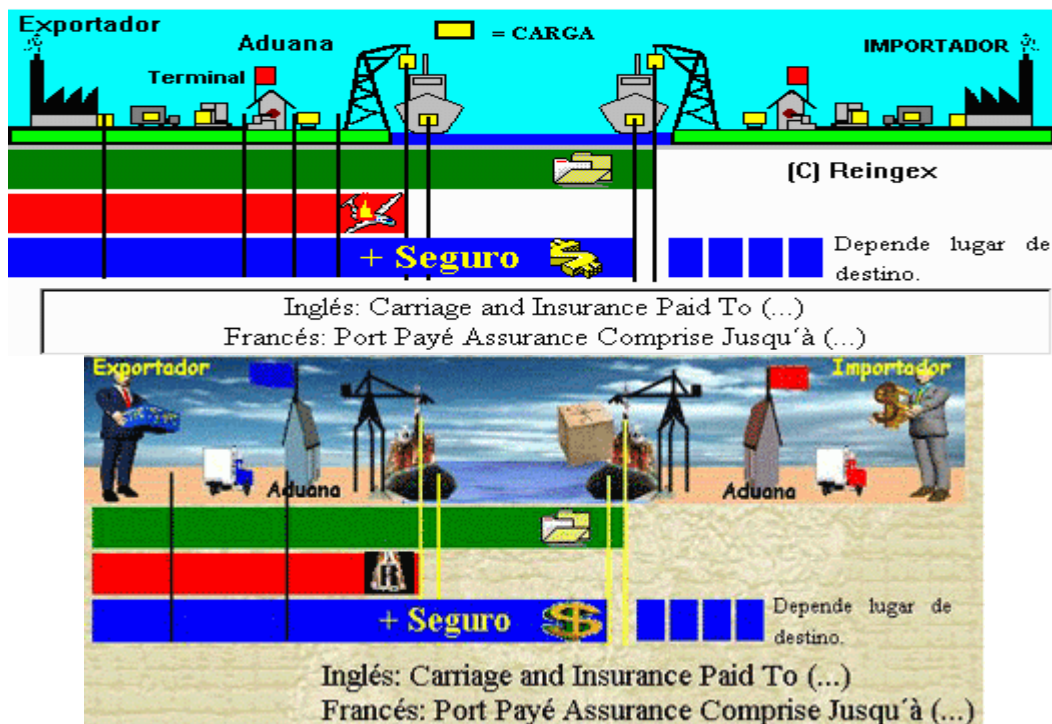 Exportador
= CARGA
Aduana
IMPORTADOR
Terminal
(C) Reingex
+ Seguro
Depende lugar de
destino.
Inglés: Carriage and Insurance Paid To (...)
Francés: Port Payé Assurance Comprise Jusqu´à (...)
Exportador
Importador
Aduana
Aduana
R
+ Seguro
$
Depende lugar de
destino.
Inglés: Carriage and Insurance Paid To (...)
Francés: Port Payé Assurance Comprise Jusqu´à (...)